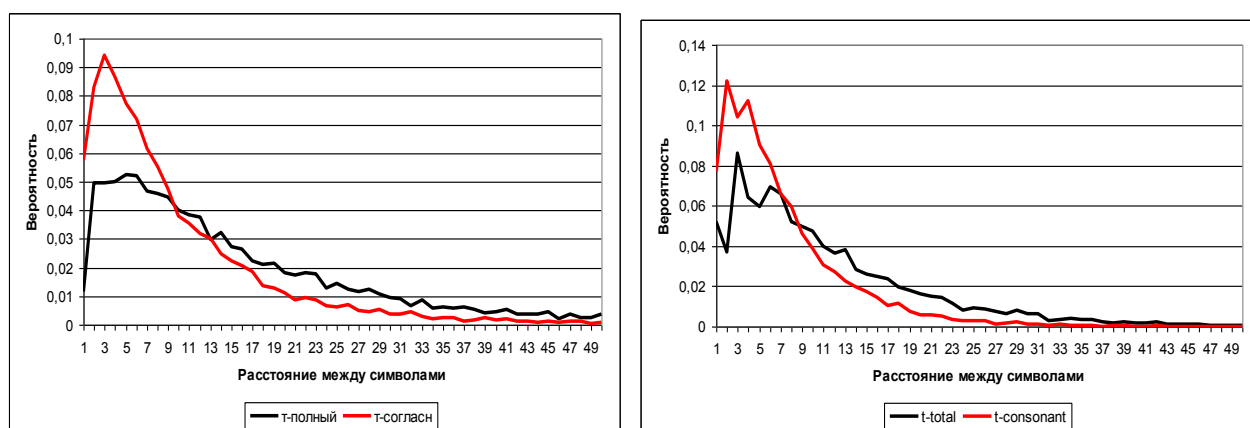 0,1
0,09
0,08
0,07
0,06
0,05
0,04
0,03
0,02
0,01
0
Вероятность
1 3 5 7 9 11 13 15 17 19 21 23 25 27 29 31 33 35 37 39 41 43 45 47 49
Расстояние между символами
т-полный т-согласн
0,14
0,12
0,1
0,08
0,06
0,04
0,02
0
Вероятность
1 3 5 7 9 11 13 15 17 19 21 23 25 27 29 31 33 35 37 39 41 43 45 47 49
Расстояние между символами
t-total t-consonant